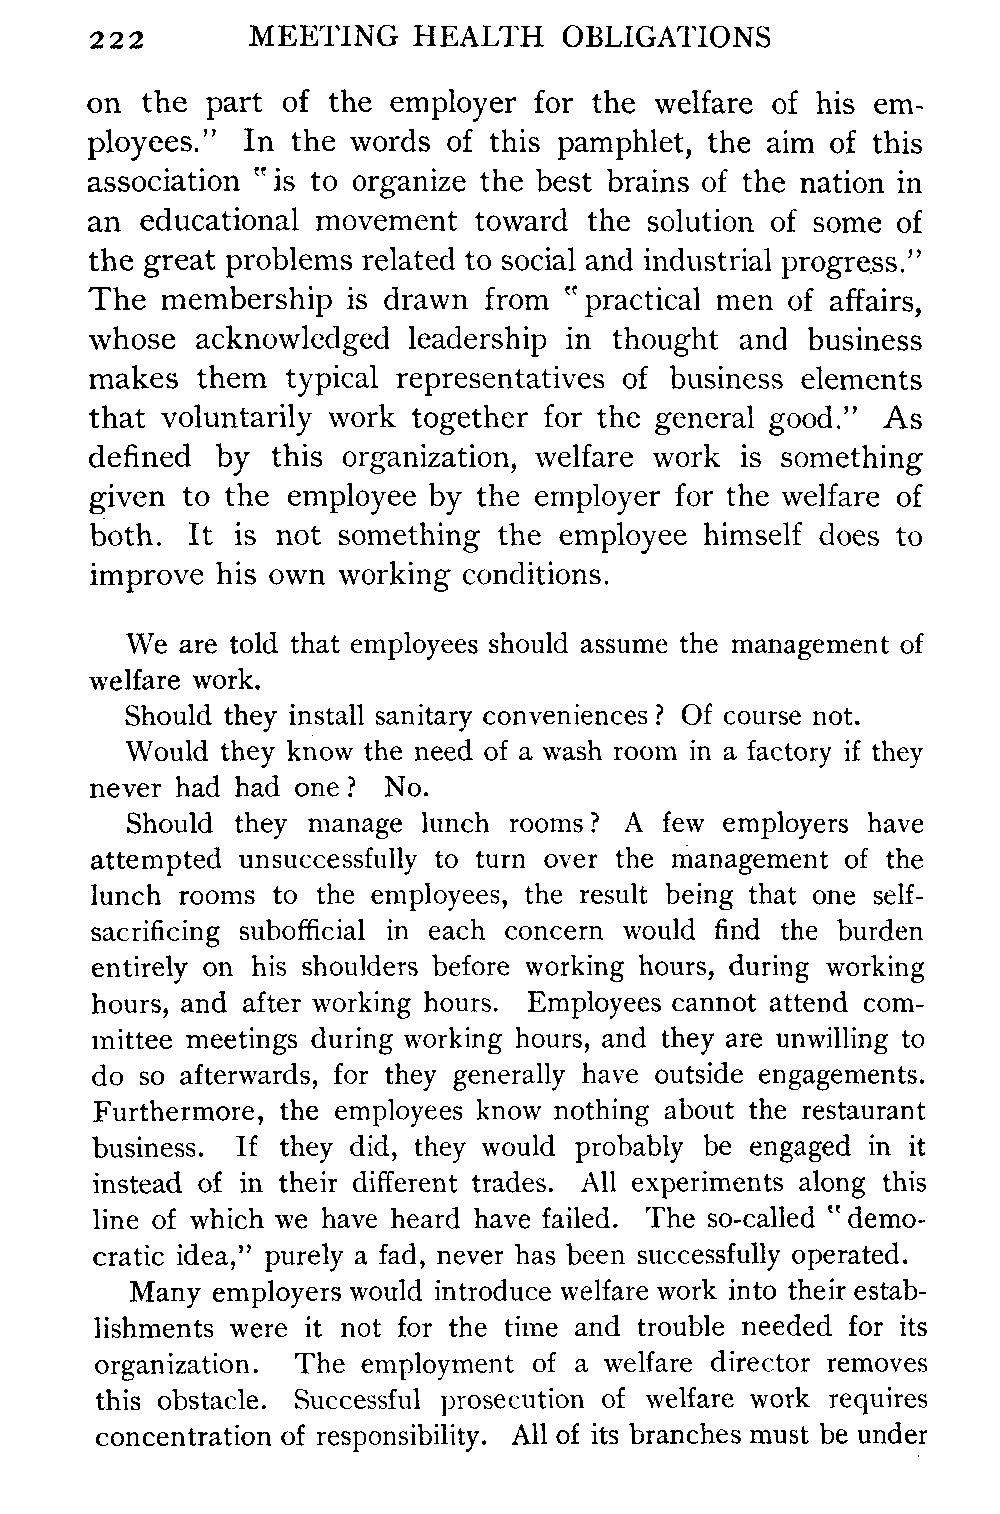 222 MEETING HEALTH OBLIGATIONS
on the part of the employer for the welfare of his em-
ployees." In the words of this pamphlet, the aim of this
association "is to organize the best brains of the nation in
an educational movement toward the solution of some of
the great problems related to social and industrial progress."
The membership is drawn from "practical men of affairs,
whose acknowledged leadership in thought and business
makes them typical representatives of business elements
that voluntarily work together for the general good." As
defined by this organization, welfare work is something
given to the employee by the employer for the welfare of
both. It is not something the employee himself does to
improve his own working conditions.
We are told that employees should assume the management of
welfare work.
Should they install sanitary conveniences? Of course not.
Would they know the need of a wash room in a factory if they
never had had one? No.
Should they manage lunch rooms? A few employers have
attempted unsuccessfully to turn over the management of the
lunch rooms to the employees, the result being that one self-
sacrificing subofficial in each concern would find the burden
entirely on his shoulders before working hours, during working
hours, and after working hours. Employees cannot attend com-
mittee meetings during working hours, and they are unwilling to
do so afterwards, for they generally have outside engagements.
Furthermore, the employees know nothing about the restaurant
business. If they did, they would probably be engaged in it
instead of in their different trades. All experiments along this
line of which we have heard have failed. The so-called "demo-
cratic idea," purely a fad, never has been successfully operated.
Many employers would introduce welfare work into their estab-
lishments were it not for the time and trouble needed for its
organization. The employment of a welfare director removes
this obstacle. Successful prosecution of welfare work requires
concentration of responsibility. All of its branches must be under